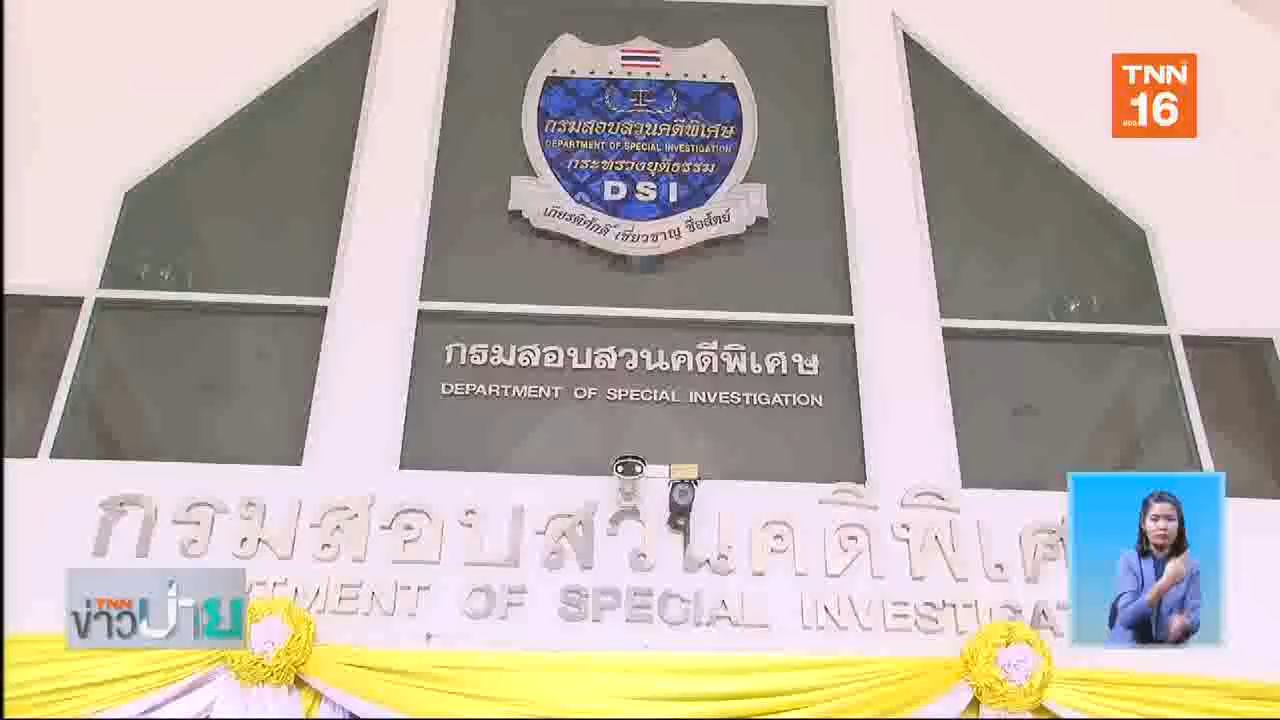 TNN
ช่อง 16
กรมสอบสวนคดีพิเศษ
DEPARTMENT OF SPECIAL INVESTIGATION
กระทรวงยุติธรรม
DSI
เกียรติศักดิ์ เชี่ยวชาญ ซื่อสัตย์
กรมสอบสวนคดีพิเศษ
DEPARTMENT OF SPECIAL INVESTIGATION
กรมสอบสวนคดีพิเศ
TMENT OF SPECIAL INVESTIGAT
TNN
ข่าวบ่าย